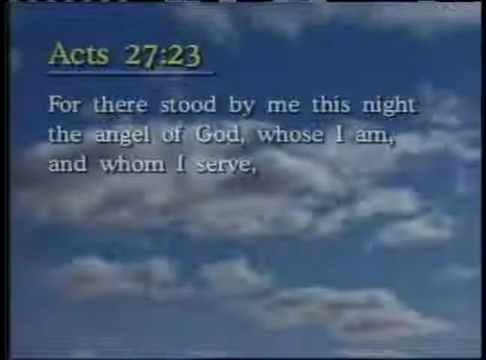 Acts 27:23
For there stood by me this night
the angel of God, whose I am,
and whom I serve,